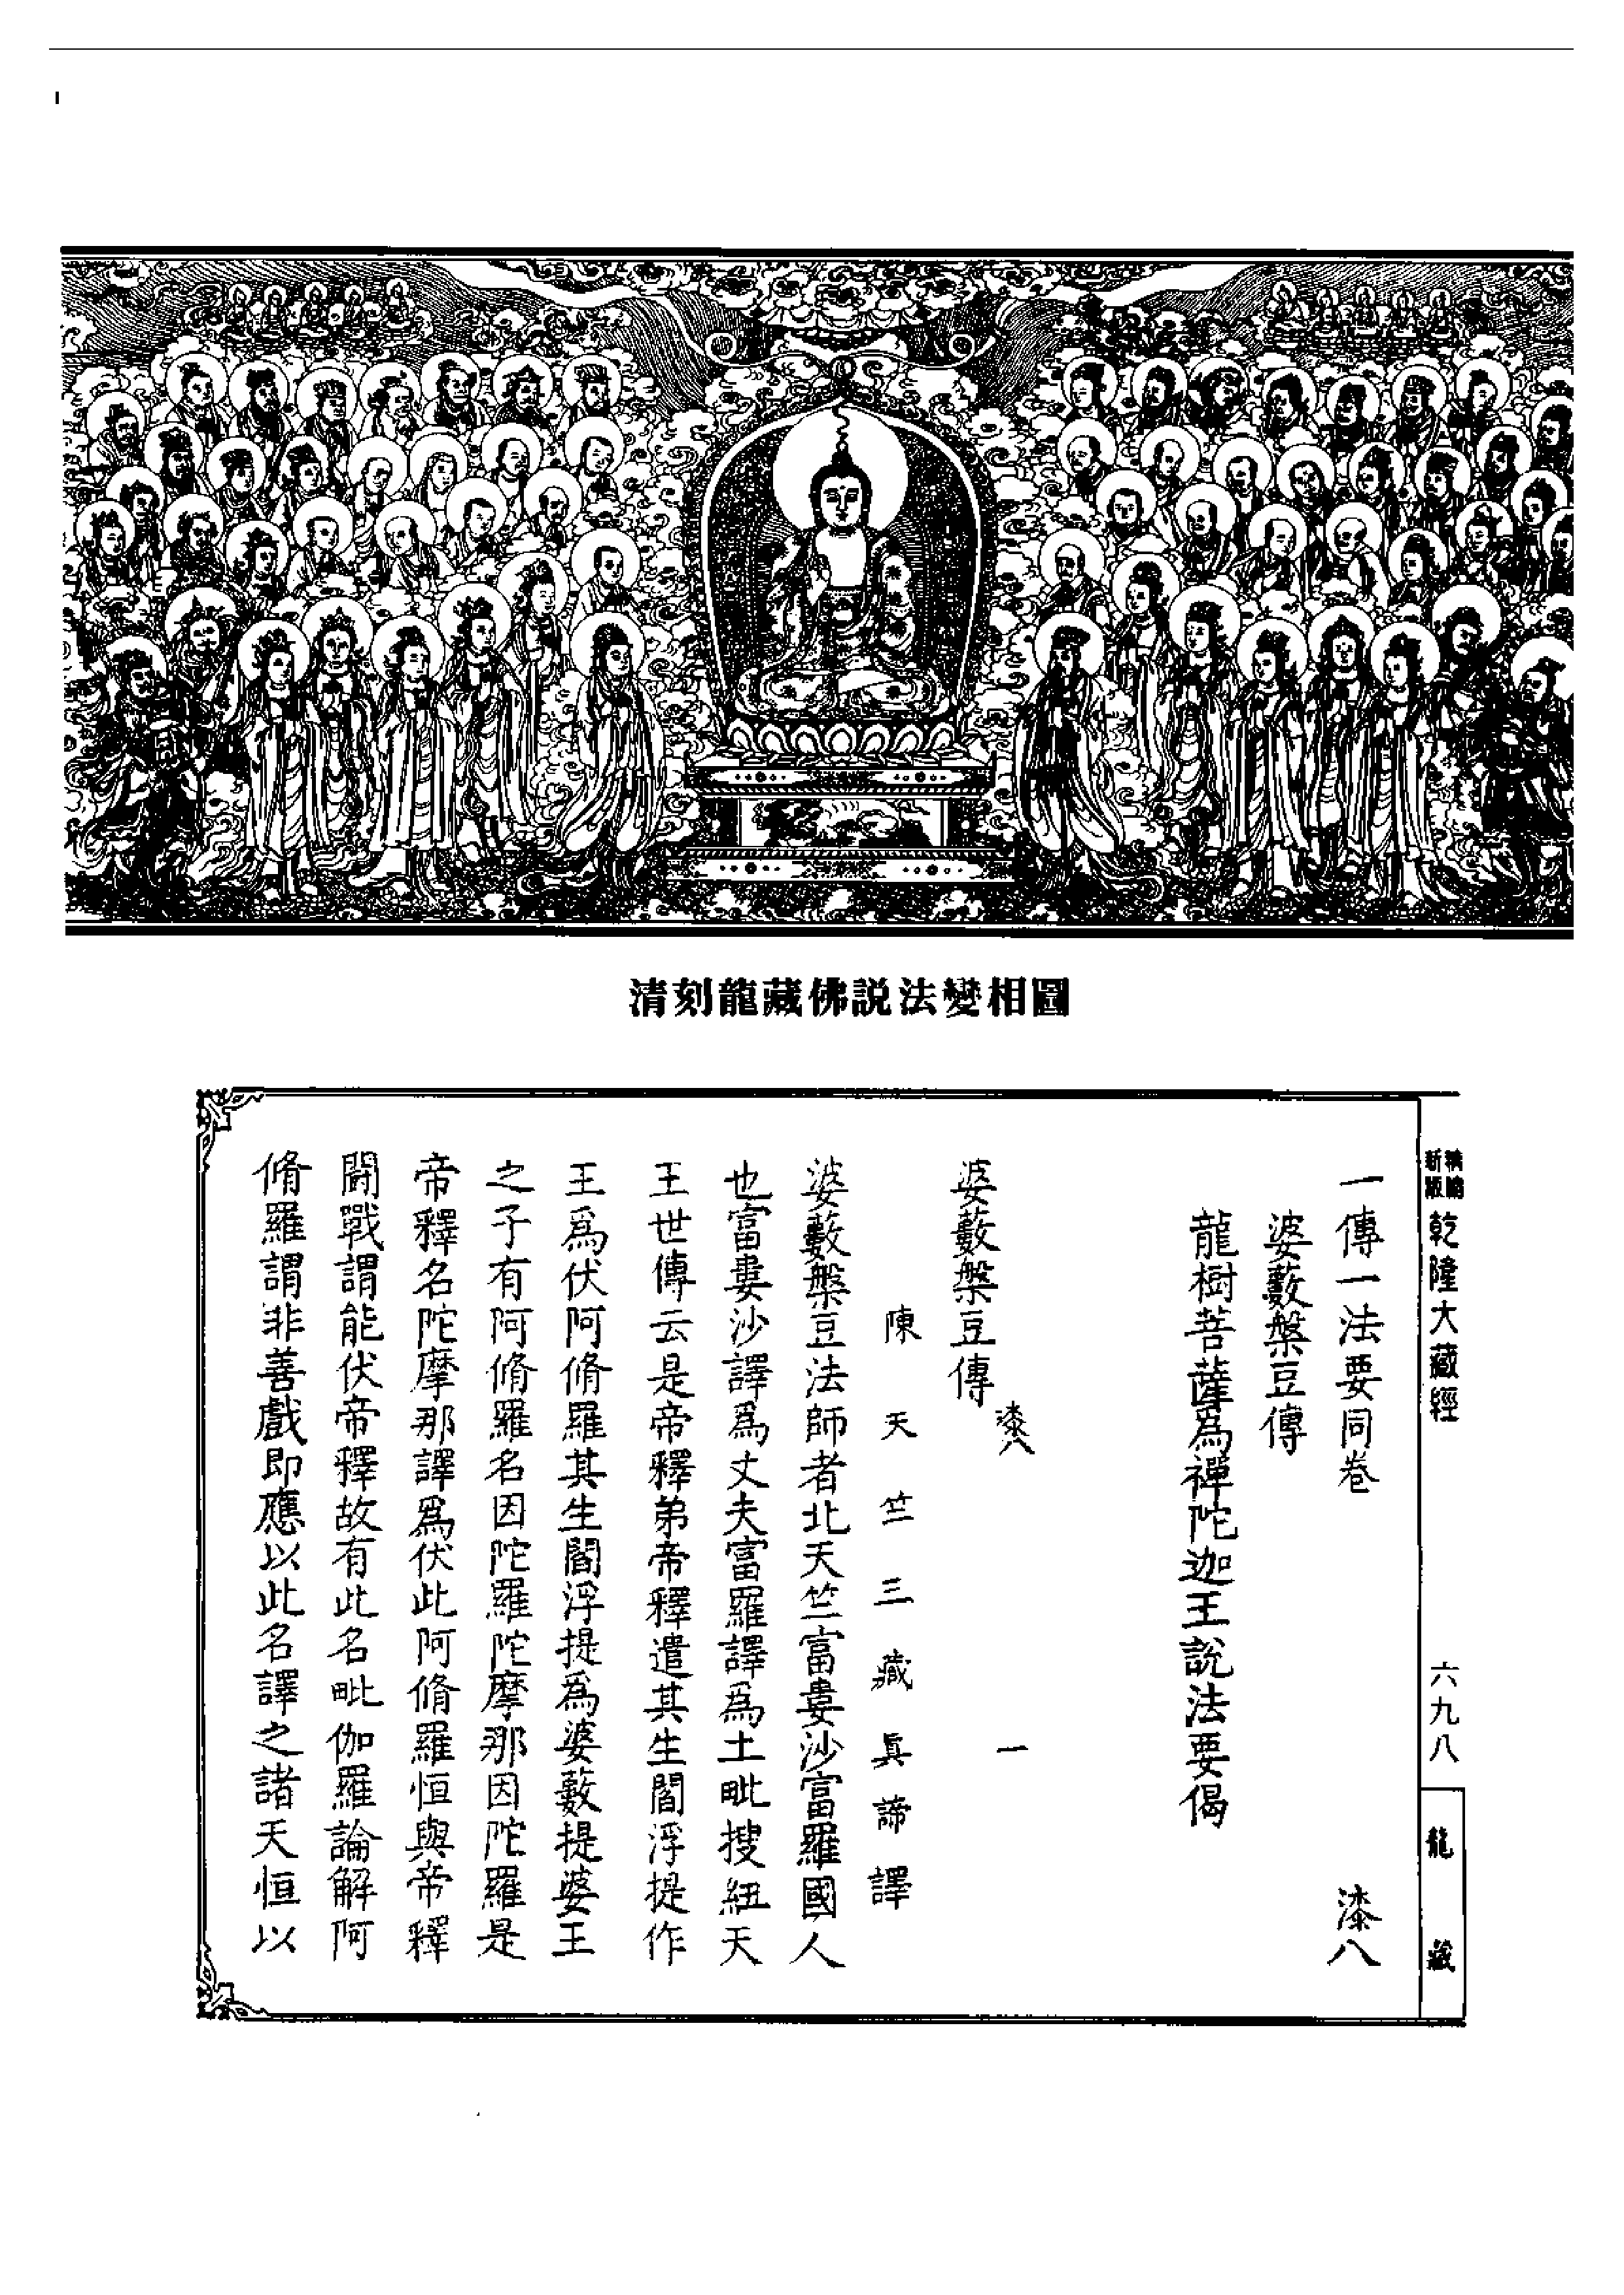 清刻龍藏佛説法變相圖
新版
乾隆大藏經
六九八
龍藏
一傳一法要同卷 漆八
婆藪槃豆傳
龍樹菩薩爲禪陀迦王說法要偈
漆八 一
婆藪槃豆傳
陳天竺三藏眞諦譯
婆藪槃豆法師者北天竺富婁沙富羅國人
也富婁沙譯爲丈夫富羅譯爲土毗搜紐天
王世傳云是帝釋弟帝釋遣其生閻浮提作
王爲伏阿脩羅其生閻浮提爲婆藪提婆王
之子有阿脩羅名因陀羅陀摩那因陀羅是
帝釋名陀摩那譯爲伏此阿脩羅恒與帝釋
鬪戰謂能伏帝釋故有此名毗伽羅論解阿
脩羅謂非善戲即應以此名譯之諸天恒以